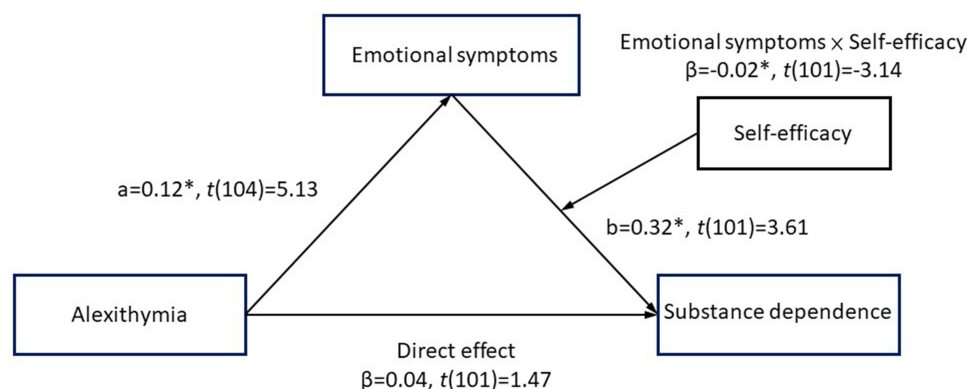 Emotional symptoms
Emotional symptoms × Self-efficacy
β=-0.02*, t(101)=-3.14
Self-efficacy
a=0.12*, t(104)=5.13
b=0.32*, t(101)=3.61
Alexithymia
Substance dependence
Direct effect
β=0.04, t(101)=1.47